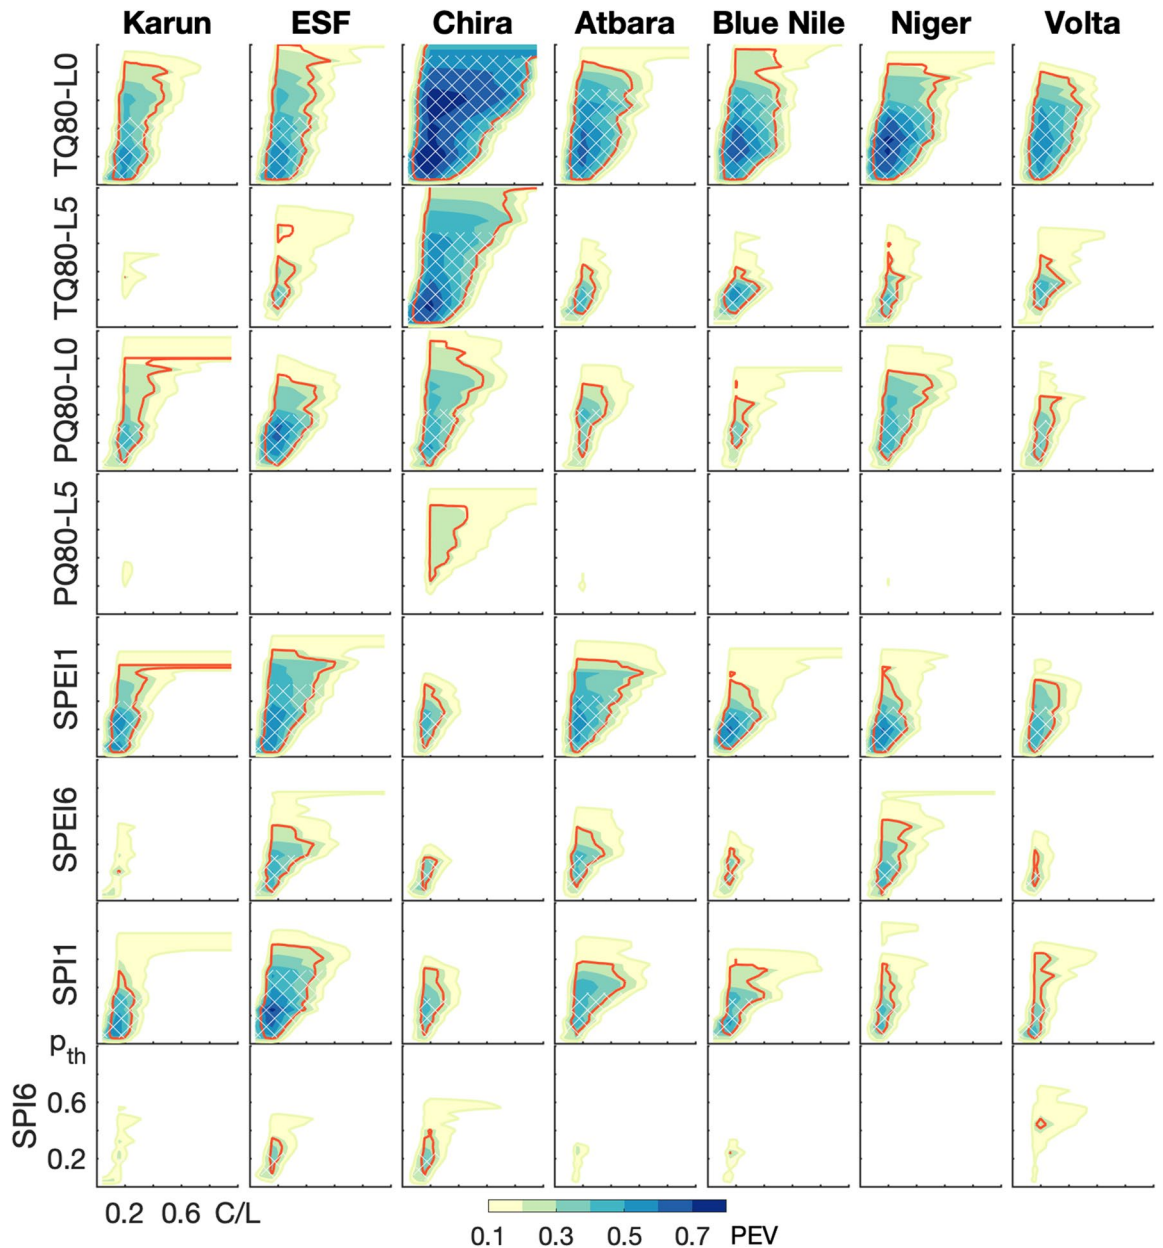 Karun ESF Chira Atbara Blue Nile Niger Volta
TQ80-L0
TQ80-L5
PQ80-L0
PQ80-L5
SPEI1
SPEI6
SPI1
pth
SPI6
0.6
0.2
0.2 0.6 C/L
0.1 0.3 0.5 0.7 PEV